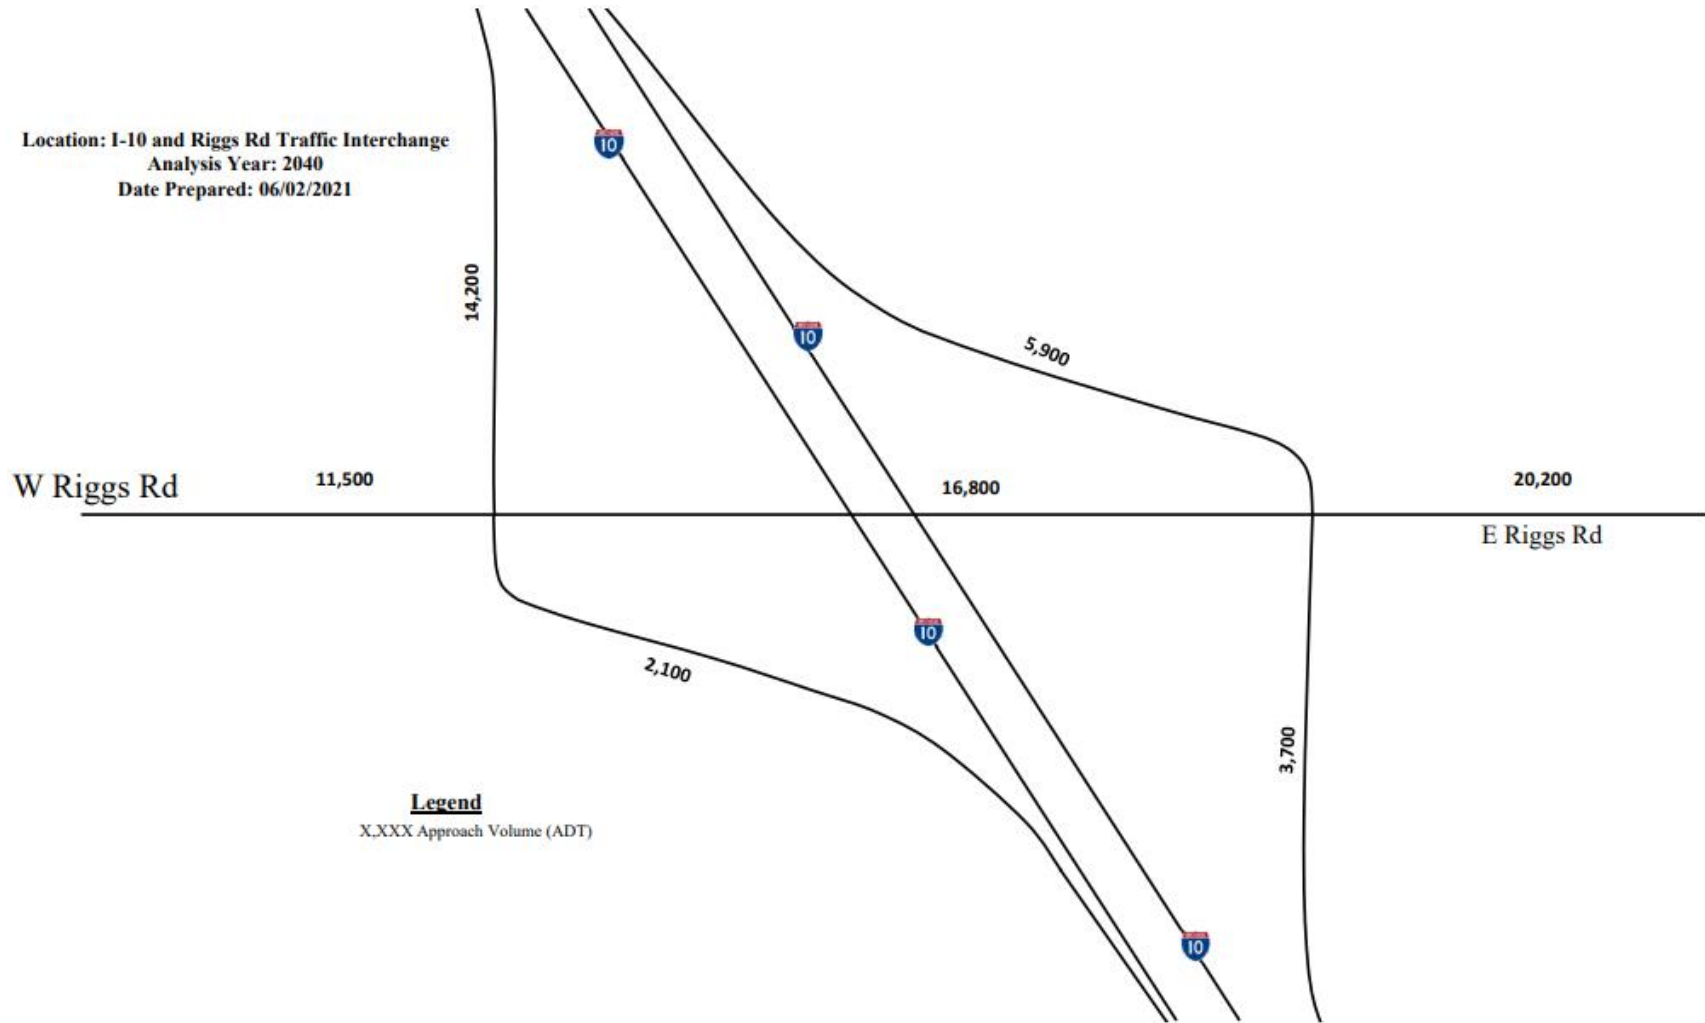 Location: I-10 and Riggs Rd Traffic Interchange
Analysis Year: 2040
Date Prepared: 06/02/2021
10
14,200
10
5,900
W Riggs Rd
11,500
16,800
20,200
E Riggs Rd
10
2,100
3,700
Legend
X,XXX Approach Volume (ADT)
10